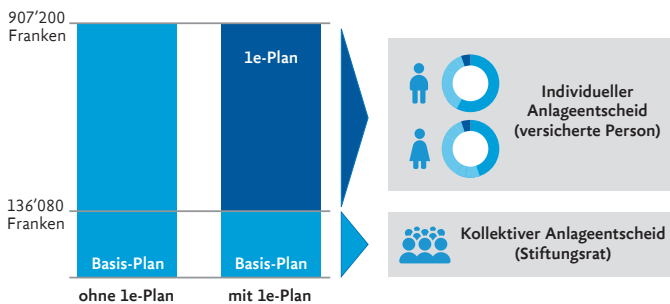 907'200
Franken
1e-Plan
Individueller
Anlageentscheid
(versicherte Person)
136'080
Franken
Basis-Plan
Basis-Plan
Kollektiver Anlageentscheid
(Stiftungsrat)
ohne 1e-Plan
mit 1e-Plan